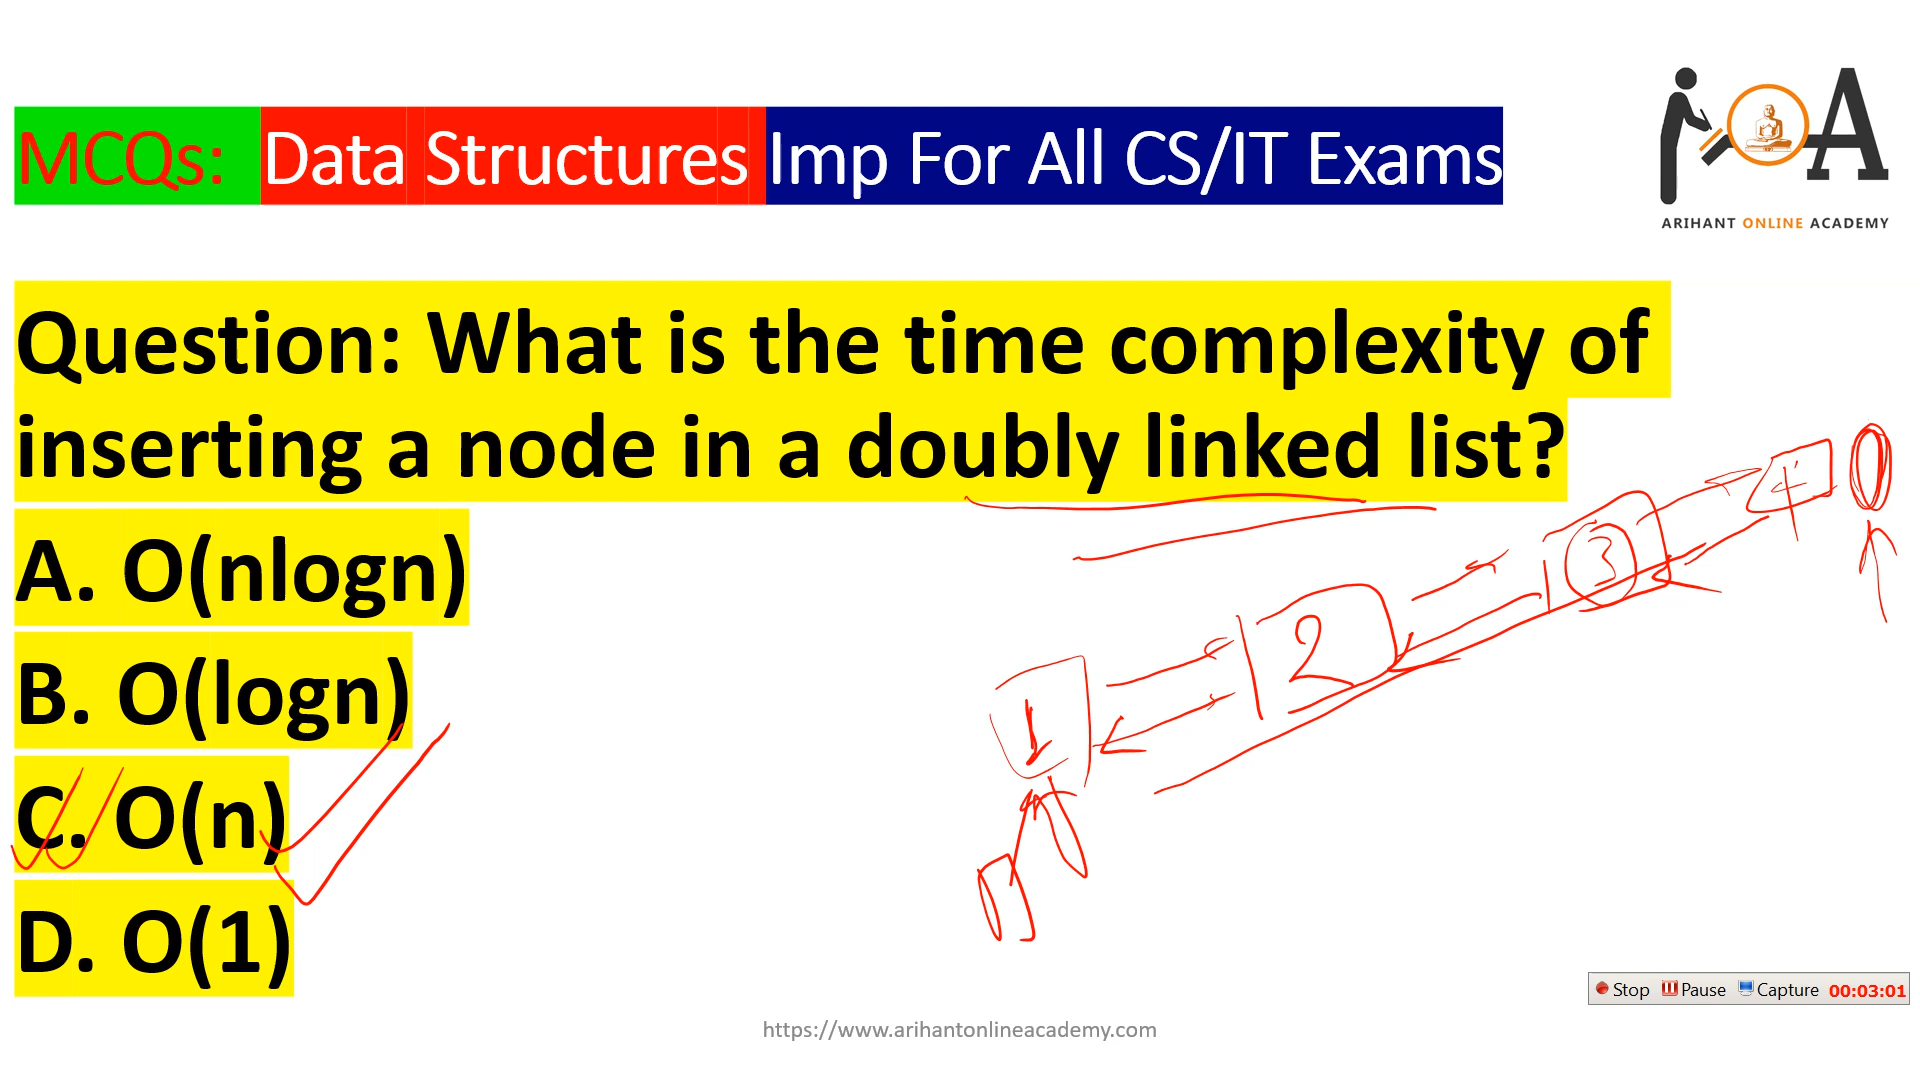 MCQs: Data Structures Imp For All CS/IT Exams
A
ARIHANT ONLINE ACADEMY
Question: What is the time complexity of
inserting a node in a doubly linked list?
A. O(nlogn)
B. O(logn)
C. O(n)
D. O(1)
1
2
3
4
Stop Pause Capture 00:03:01
https://www.arihantonlineacademy.com